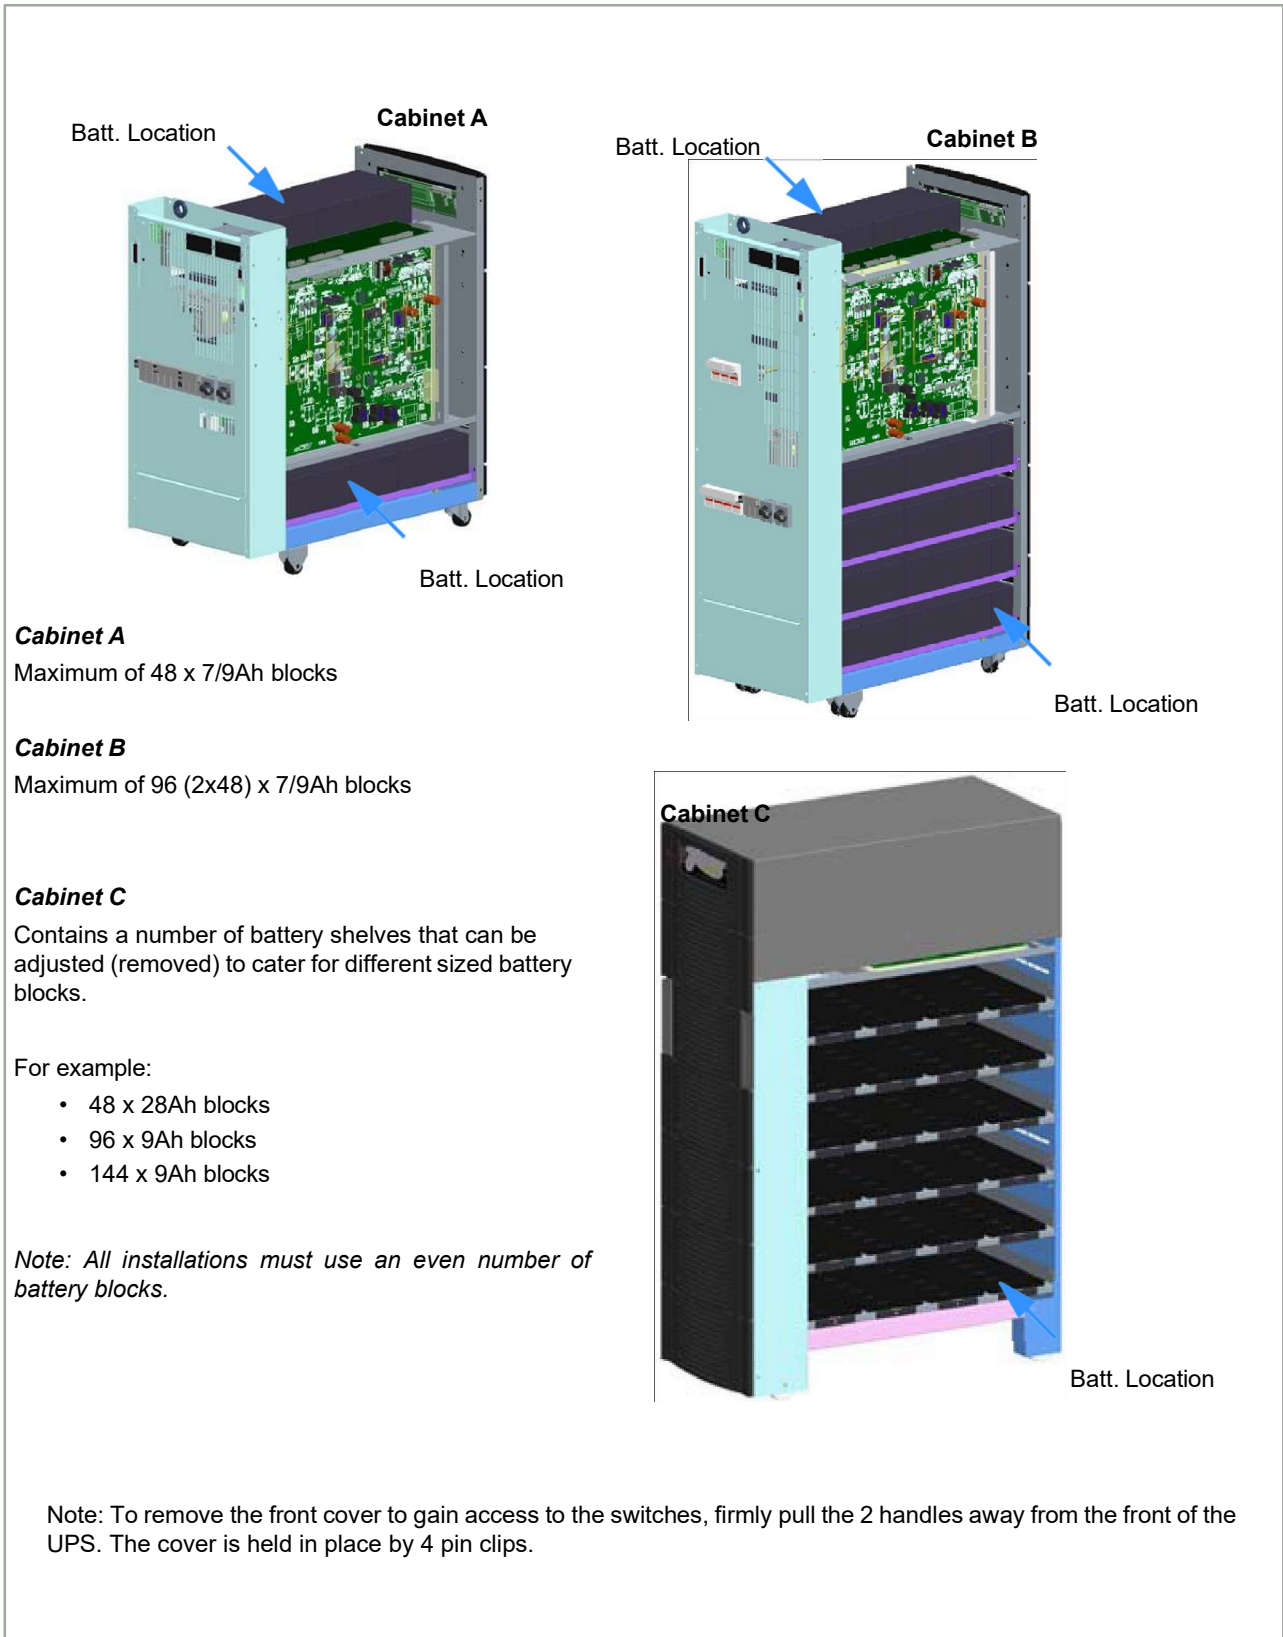 Cabinet A
Batt. Location
Batt. Location
Cabinet B
Batt. Location
Batt. Location
Cabinet A
Maximum of 48 x 7/9Ah blocks
Cabinet B
Maximum of 96 (2x48) x 7/9Ah blocks
Cabinet C
Cabinet C
Contains a number of battery shelves that can be
adjusted (removed) to cater for different sized battery
blocks.
For example:
• 48 x 28Ah blocks
• 96 x 9Ah blocks
• 144 x 9Ah blocks
Note: All installations must use an even number of
battery blocks.
Batt. Location
Note: To remove the front cover to gain access to the switches, firmly pull the 2 handles away from the front of the
UPS. The cover is held in place by 4 pin clips.